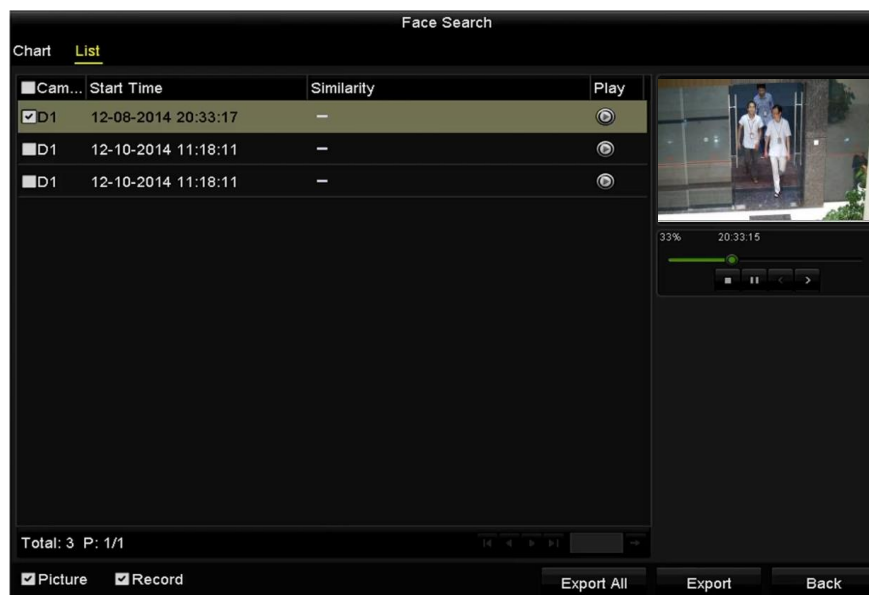 Face Search
Chart List
Cam... Start Time Similarity Play
D1 12-08-2014 20:33:17 –
D1 12-10-2014 11:18:11 –
D1 12-10-2014 11:18:11 –
33% 20:33:15
Total: 3 P: 1/1
Picture Record Export All Export Back